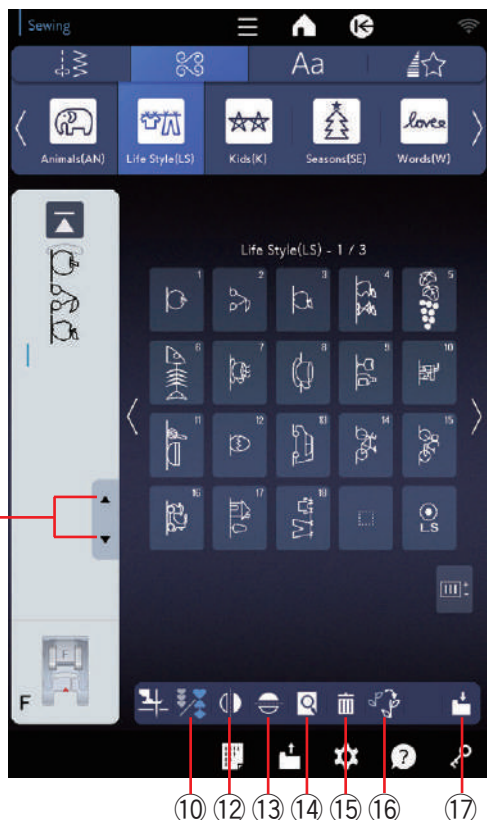 Sewing
Aa
Animals(AN) Life Style(LS) Kids(K) Seasons(SE) Words(W)
love
Life Style(LS) - 1 / 3
1 2 3 4 5
6 7 8 9 10
11 12 13 14 15
16 17 18
LS
F
F
?
⑩ ⑫ ⑬ ⑭ ⑮ ⑯ ⑰